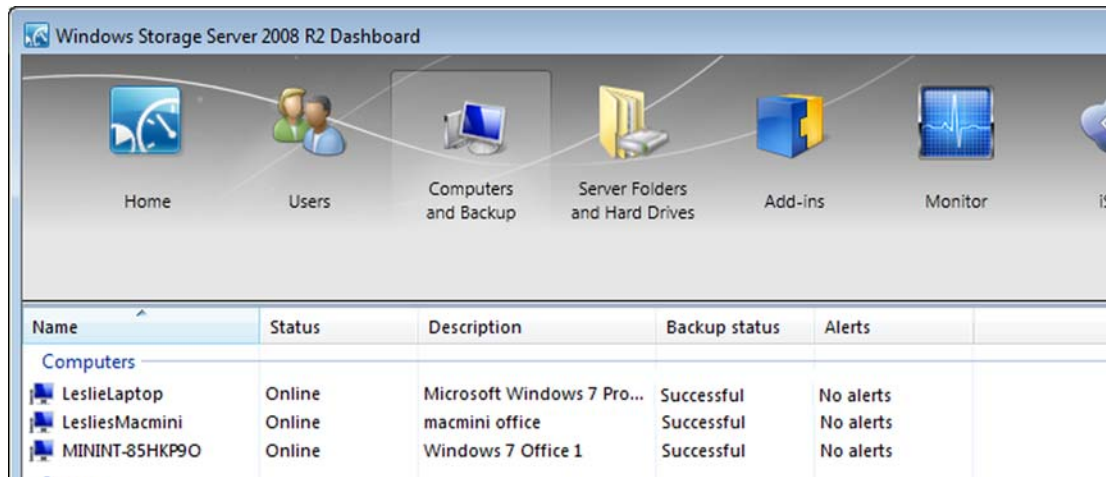 Windows Storage Server 2008 R2 Dashboard
Home Users Computers and Backup Server Folders and Hard Drives Add-ins Monitor
Name Status Description Backup status Alerts
Computers
LeslieLaptop Online Microsoft Windows 7 Pro... Successful No alerts
LesliesMacmini Online macmini office Successful No alerts
MININT-85HKP9O Online Windows 7 Office 1 Successful No alerts